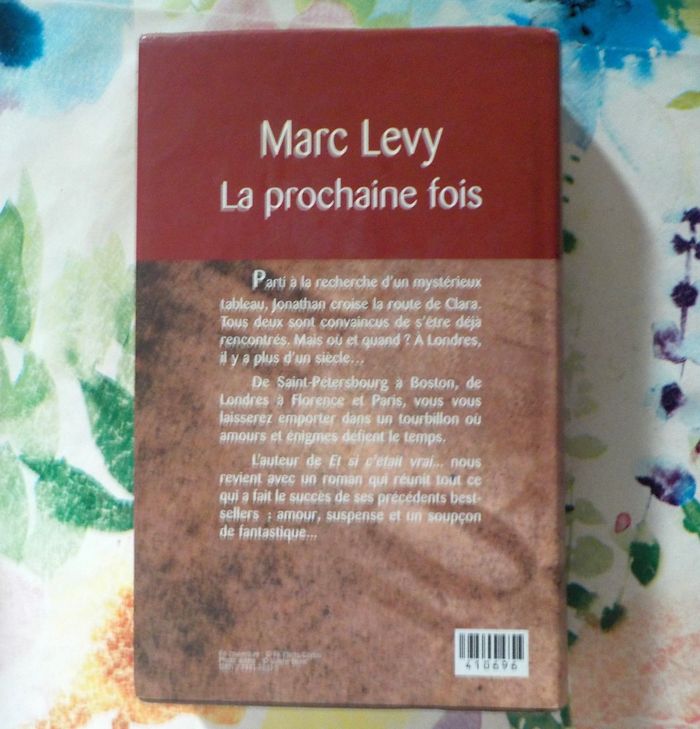 Marc Levy
La prochaine fois
Parti à la recherche d'un mystérieux
tableau, Jonathan croise la route de Clara.
Tous deux sont convaincus de s'être déjà
rencontrés. Mais où et quand ? À Londres,
il y a plus d'un siècle...
De Saint-Pétersbourg à Boston, de
Londres à Florence et Paris, vous vous
laisserez emporter dans un tourbillon où
amours et énigmes défient le temps.
L'auteur de Et si c'était vrai... nous
revient avec un roman qui réunit tout ce
qui a fait le succès de ses précédents best-
sellers : amour, suspense et un soupçon
de fantastique...
410696